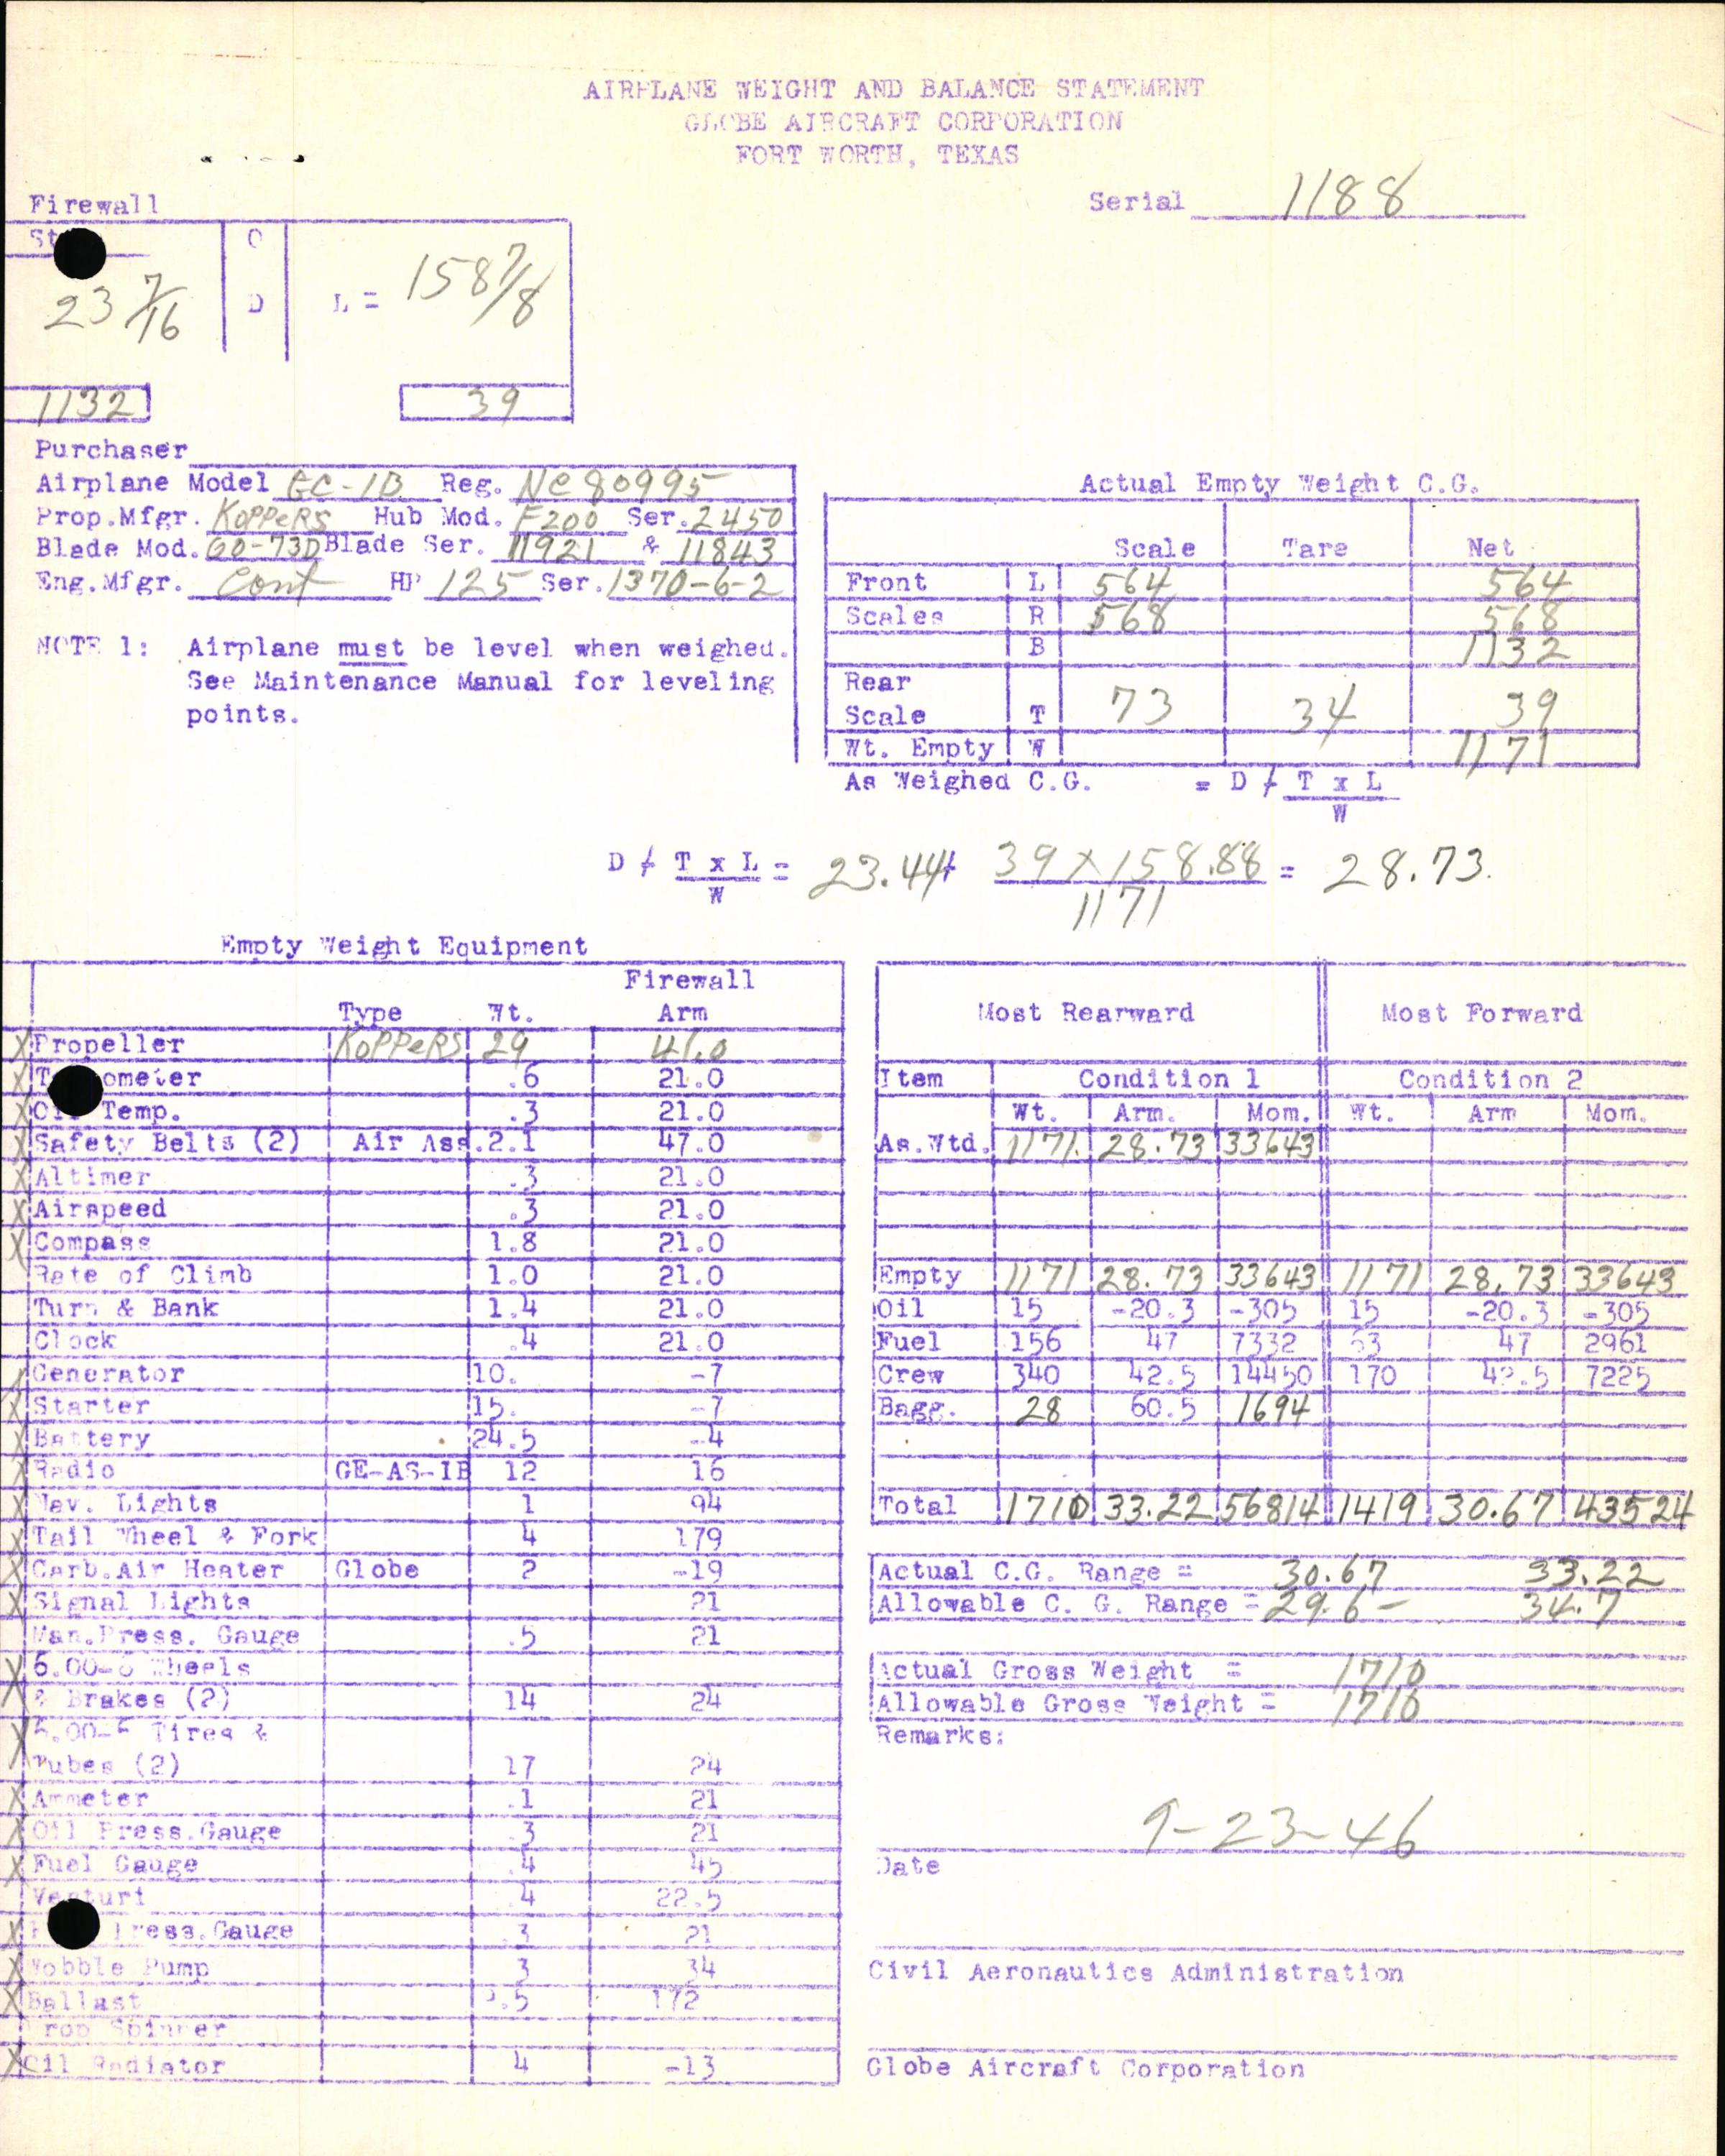 AIRPLANE WEIGHT AND BALANCE STATEMENT
GLOBE AIRCRAFT CORPORATION
FORT WORTH, TEXAS
Serial 1188
Firewall
O
23 7/16 D L = 158 7/8
1132 39
Purchaser
Airplane Model GC-1B Reg. NC80995
Prop.Mfgr. KOPPERS Hub Mod. F200 Ser. 2450
Blade Mod. Blade Ser. 11921 & 11843
Eng.Mfgr. Cont HP 125 Ser. 1370-6-2
NOTE 1: Airplane must be level when weighed.
See Maintenance Manual for leveling
points.
Actual Empty Weight C.G.
Scale Tare Net
Front L 564 564
Scales R 568 568
B 1132
Rear
Scale T 73 34 39
Wt. Empty W 1171
As Weighed C.G. = D + T x L
W
D + T x L = 23.44+ 39 x 158.88 = 28.73.
W 1171
Empty Weight Equipment
Firewall
Type Wt. Arm
X Propeller KOPPERS 29
X ometer .6 21.0
X Temp. .3 21.0
X Safety Belts (2) Air Ass. 2.1 47.0
X Altimer .3 21.0
X Airspeed .3 21.0
X Compass 1.8 21.0
Rate of Climb 1.0 21.0
Turn & Bank 1.4 21.0
Clock .4 21.0
Generator 10. -7
X Starter 15. -7
X Battery 24.5 -4
X Radio GE-AS-1B 12 16
X Nav. Lights 1 94
X Tail Wheel & Fork 4 179
X Carb.Air Heater Globe 2 -19
X Signal Lights 21
Man.Press. Gauge .5 21
X 6.00-6 Wheels
X & Brakes (2) 14 24
X Tires &
Tubes (2) 17 24
X Ammeter .1 21
X Oil Press.Gauge .3 21
X Fuel Gauge .4 45
Venturi .4 22.5
X ress.Gauge .3 21
X Wobble Pump 3 34
X Ballast 172
Prop Spinner
X Oil Radiator 4 -13
Most Rearward Most Forward
Item Condition 1 Condition 2
Wt. Arm. Mom. Wt. Arm Mom.
As.Wtd. 1171. 28.73 33643
Empty 1171 28.73 33643 1171 28.73 33643
Oil 15 -20.3 -305 15 -20.3 -305
Fuel 156 47 7332 63 47 2961
Crew 340 42.5 14450 170 42.5 7225
Bagg. 28 60.5 1694
Total 1710 33.22 56814 1419 30.67 43524
Actual C.G. Range = 30.67 33.22
Allowable C. G. Range = 29.6 - 34.7
Actual Gross Weight = 1710
Allowable Gross Weight = 1710
Remarks:
9-23-46
Date
Civil Aeronautics Administration
Globe Aircraft Corporation